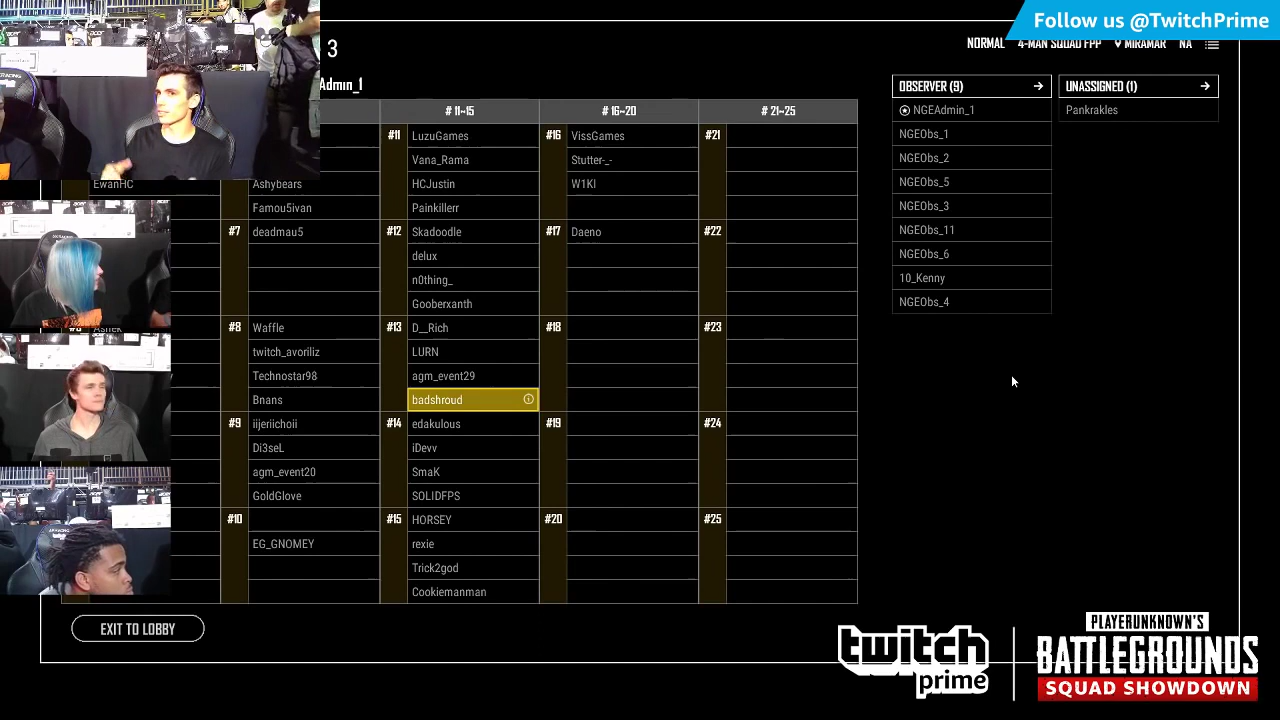 Follow us @TwitchPrime
3
NORMAL 4-MAN SQUAD FPP MIRAMAR NA
Admin_1
OBSERVER (9)
UNASSIGNED (1)
NGEAdmin_1
Pankrakles
NGEObs_1
NGEObs_2
NGEObs_5
NGEObs_3
NGEObs_11
NGEObs_6
10_Kenny
NGEObs_4
# 11~15
# 16~20
# 21~25
EwanHC
Ashybears
Famou5ivan
#7 deadmau5
#8 Waffle
twitch_avoriliz
Technostar98
Bnans
#9 iijeriichoii
Di3seL
agm_event20
GoldGlove
#10
EG_GNOMEY
#11 LuzuGames
Vana_Rama
HCJustin
Painkillerr
#12 Skadoodle
delux
n0thing_
Gooberxanth
#13 D__Rich
LURN
agm_event29
badshroud
#14 edakulous
iDevv
SmaK
SOLIDFPS
#15 HORSEY
rexie
Trick2god
Cookiemanman
#16 VissGames
Stutter-_-
W1KI
#17 Daeno
#18
#19
#20
#21
#22
#23
#24
#25
EXIT TO LOBBY
twitch
prime
PLAYERUNKNOWN'S
BATTLEGROUNDS
SQUAD SHOWDOWN